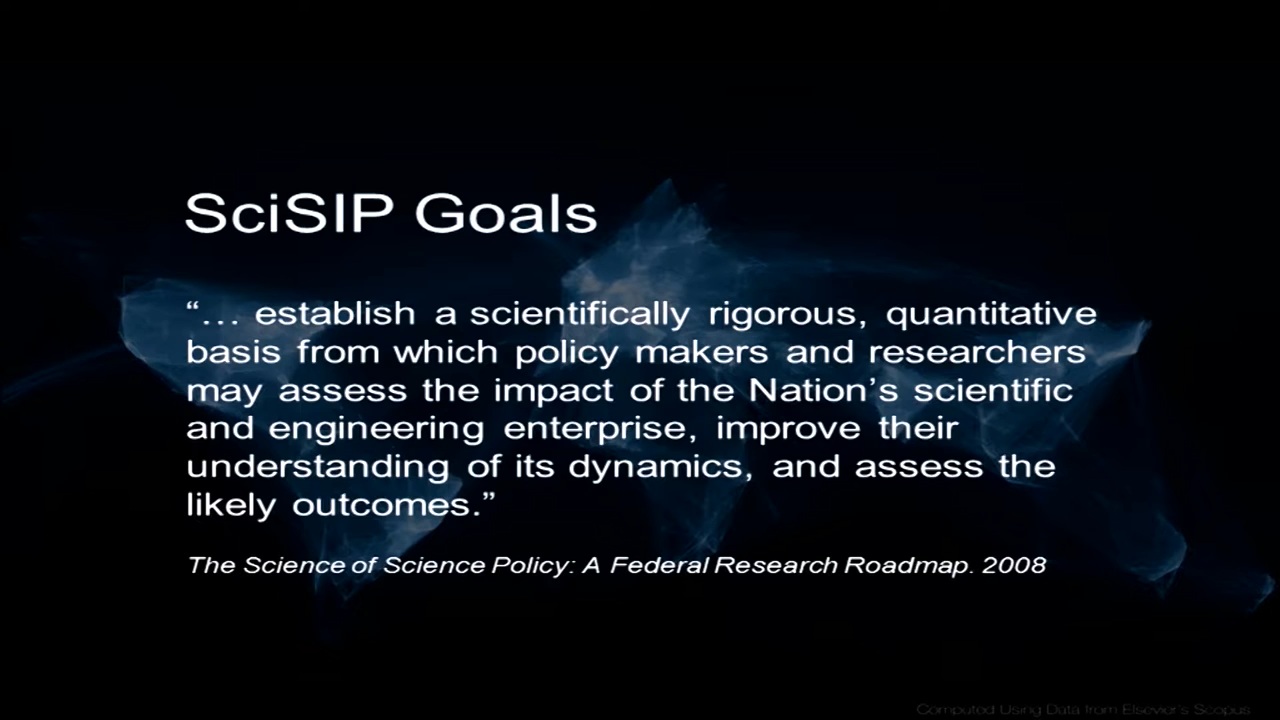 SciSIP Goals
“… establish a scientifically rigorous, quantitative
basis from which policy makers and researchers
may assess the impact of the Nation’s scientific
and engineering enterprise, improve their
understanding of its dynamics, and assess the
likely outcomes.”
The Science of Science Policy: A Federal Research Roadmap. 2008
Computed Using Data from Elsevier's Scopus